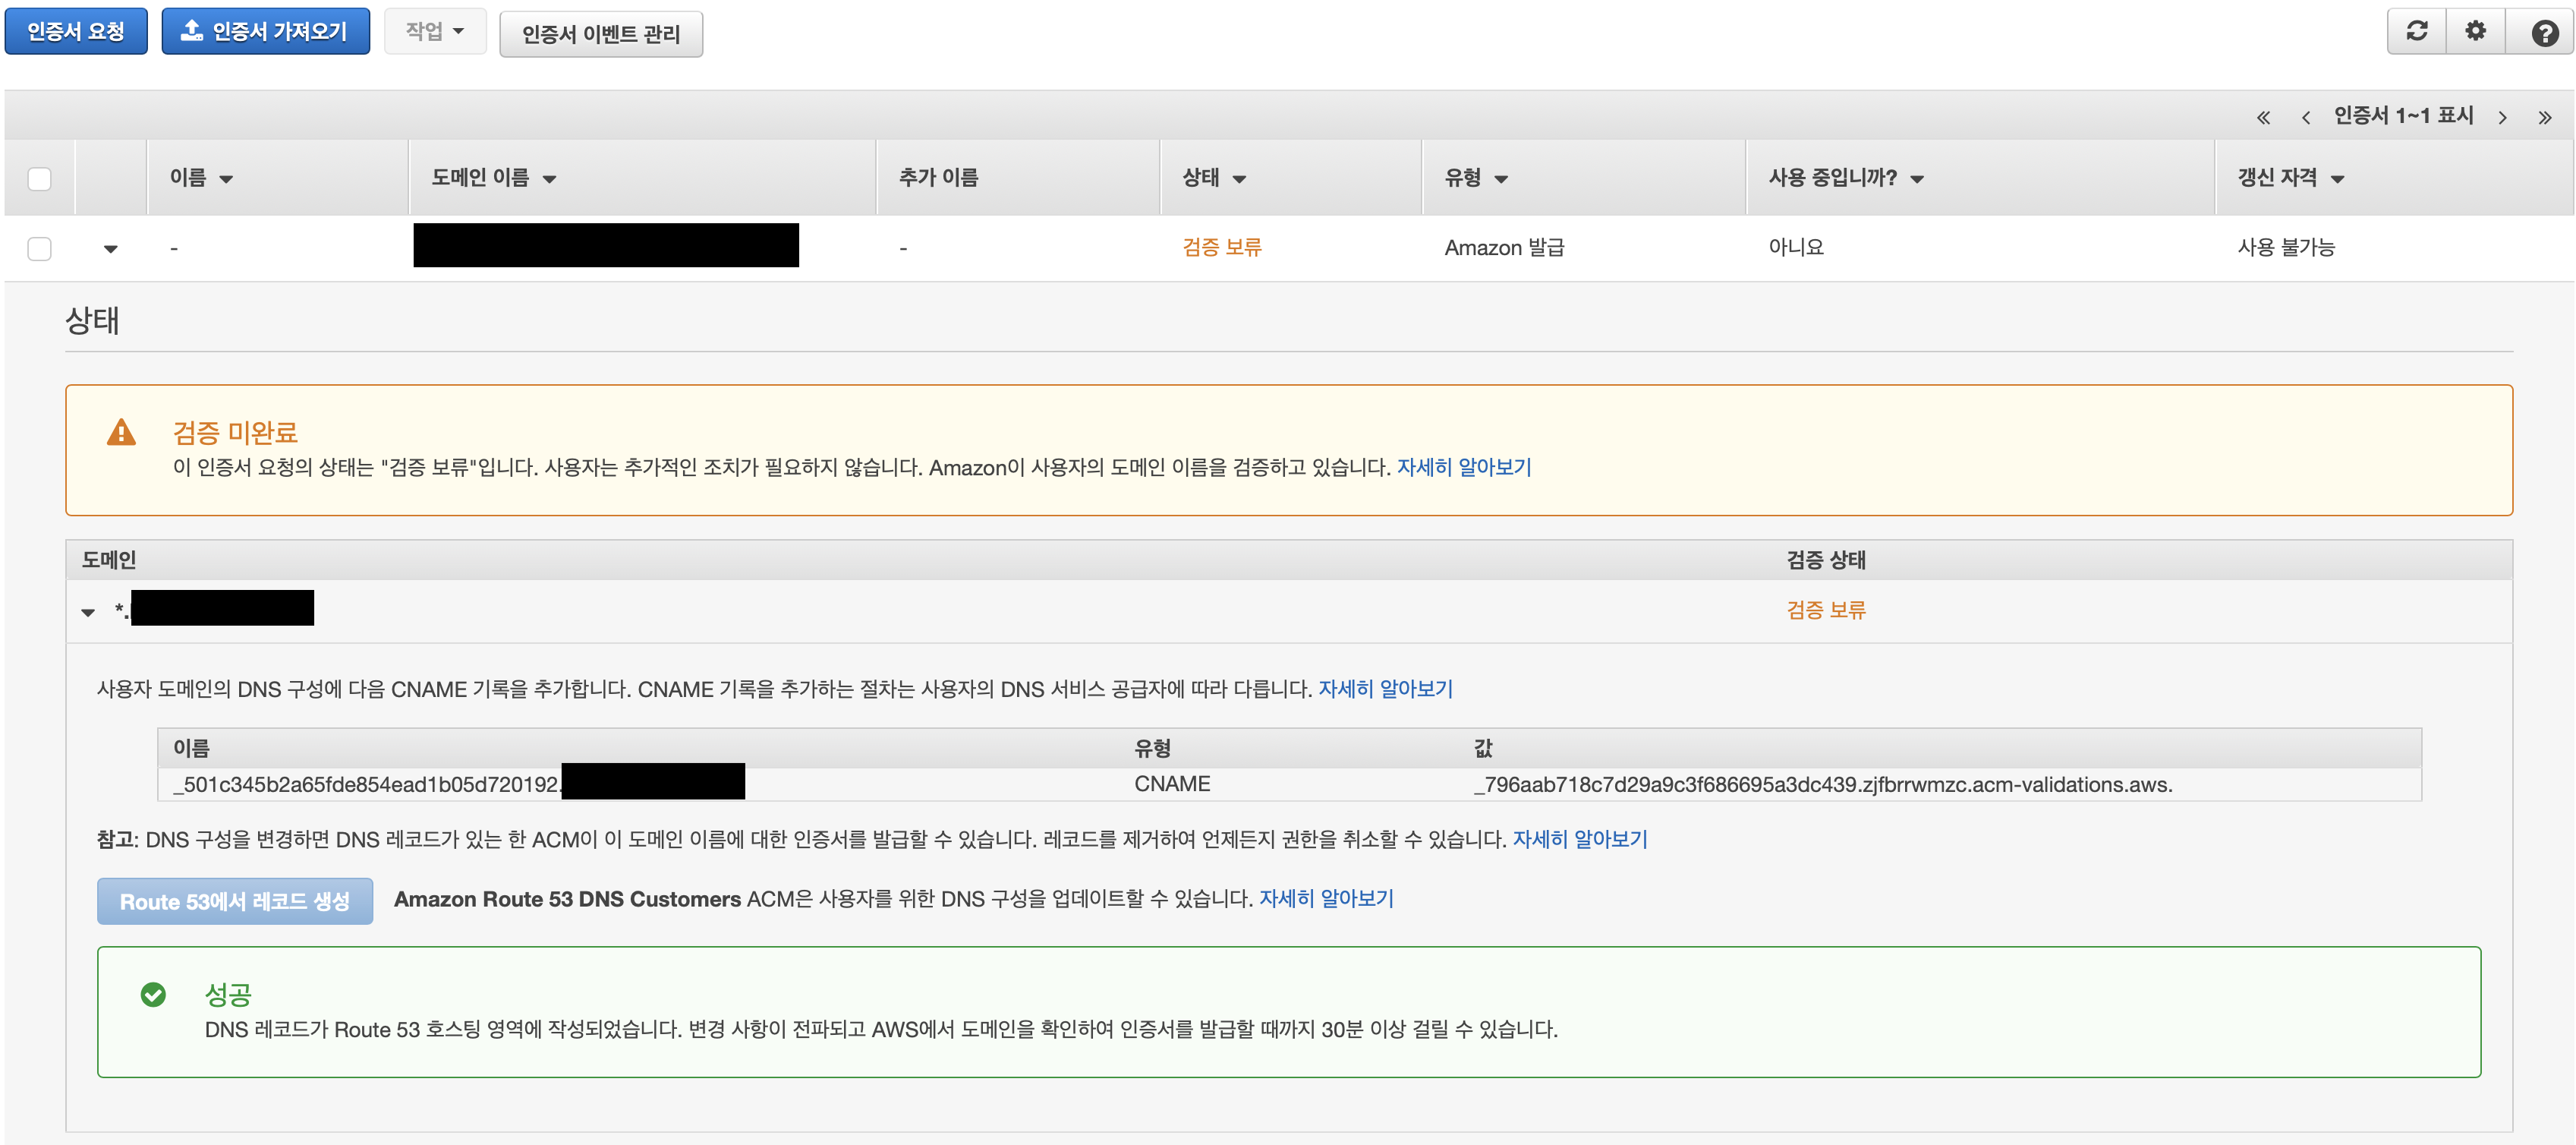 인증서 요청 인증서 가져오기 작업 인증서 이벤트 관리
인증서 1~1 표시
이름 도메인 이름 추가 이름 상태 유형 사용 중입니까? 갱신 자격
- - 검증 보류 Amazon 발급 아니요 사용 불가능
상태
검증 미완료
이 인증서 요청의 상태는 "검증 보류"입니다. 사용자는 추가적인 조치가 필요하지 않습니다. Amazon이 사용자의 도메인 이름을 검증하고 있습니다. 자세히 알아보기
도메인 검증 상태
*. 검증 보류
사용자 도메인의 DNS 구성에 다음 CNAME 기록을 추가합니다. CNAME 기록을 추가하는 절차는 사용자의 DNS 서비스 공급자에 따라 다릅니다. 자세히 알아보기
이름 유형 값
_501c345b2a65fde854ead1b05d720192. CNAME _796aab718c7d29a9c3f686695a3dc439.zjfbrrwmzc.acm-validations.aws.
참고: DNS 구성을 변경하면 DNS 레코드가 있는 한 ACM이 이 도메인 이름에 대한 인증서를 발급할 수 있습니다. 레코드를 제거하여 언제든지 권한을 취소할 수 있습니다. 자세히 알아보기
Route 53에서 레코드 생성 Amazon Route 53 DNS Customers ACM은 사용자를 위한 DNS 구성을 업데이트할 수 있습니다. 자세히 알아보기
성공
DNS 레코드가 Route 53 호스팅 영역에 작성되었습니다. 변경 사항이 전파되고 AWS에서 도메인을 확인하여 인증서를 발급할 때까지 30분 이상 걸릴 수 있습니다.